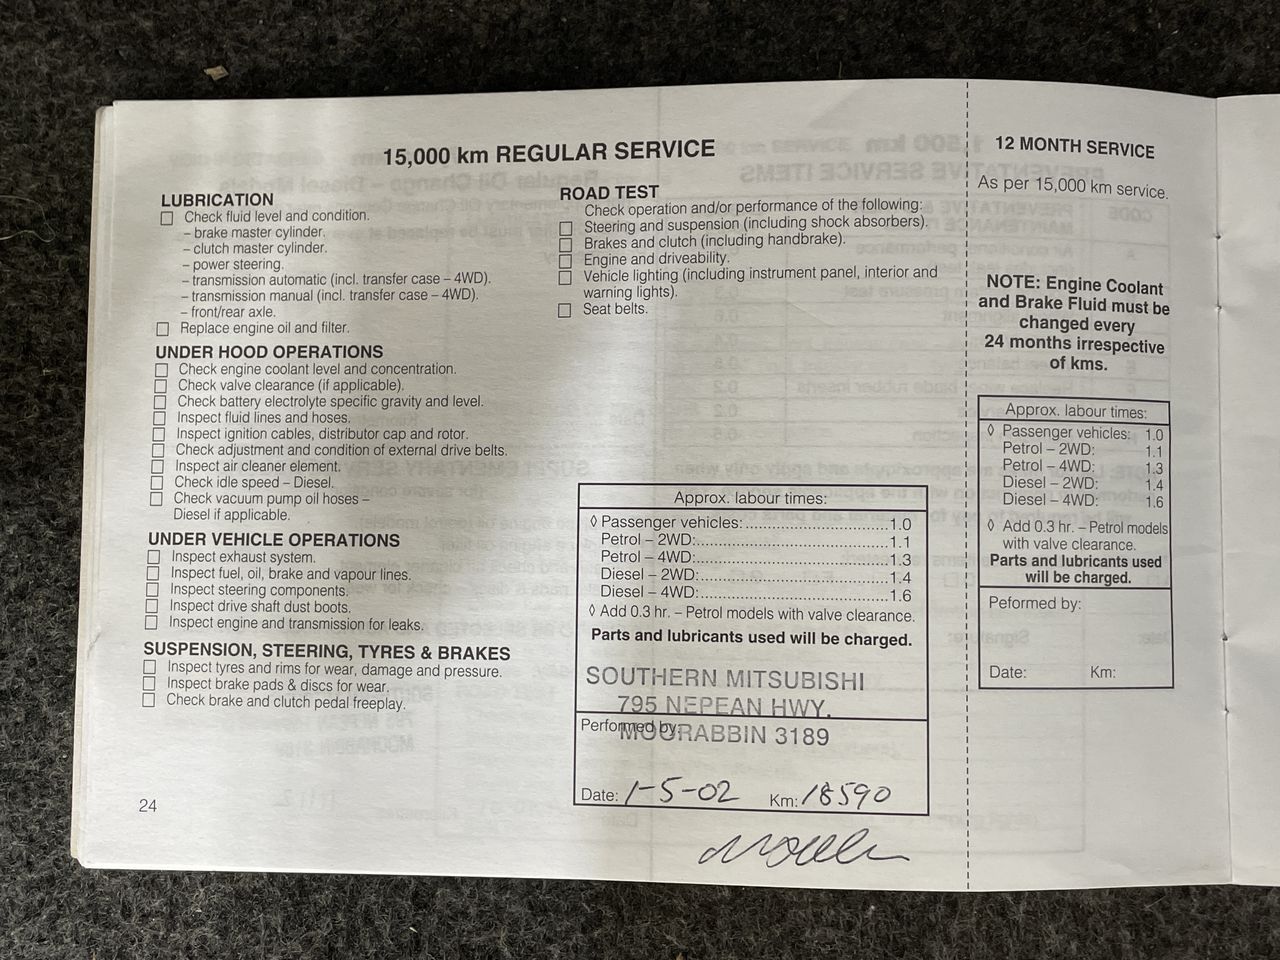 15,000 km REGULAR SERVICE
LUBRICATION
Check fluid level and condition.
– brake master cylinder.
– clutch master cylinder.
– power steering.
– transmission automatic (incl. transfer case – 4WD).
– transmission manual (incl. transfer case – 4WD).
– front/rear axle.
Replace engine oil and filter.
UNDER HOOD OPERATIONS
Check engine coolant level and concentration.
Check valve clearance (if applicable).
Check battery electrolyte specific gravity and level.
Inspect fluid lines and hoses.
Inspect ignition cables, distributor cap and rotor.
Check adjustment and condition of external drive belts.
Inspect air cleaner element.
Check idle speed – Diesel.
Check vacuum pump oil hoses –
Diesel if applicable.
UNDER VEHICLE OPERATIONS
Inspect exhaust system.
Inspect fuel, oil, brake and vapour lines.
Inspect steering components.
Inspect drive shaft dust boots.
Inspect engine and transmission for leaks.
SUSPENSION, STEERING, TYRES & BRAKES
Inspect tyres and rims for wear, damage and pressure.
Inspect brake pads & discs for wear.
Check brake and clutch pedal freeplay.
24
ROAD TEST
Check operation and/or performance of the following:
Steering and suspension (including shock absorbers).
Brakes and clutch (including handbrake).
Engine and driveability.
Vehicle lighting (including instrument panel, interior and
warning lights).
Seat belts.
Approx. labour times:
◊ Passenger vehicles:..........................1.0
Petrol – 2WD:...................................1.1
Petrol – 4WD:...................................1.3
Diesel – 2WD:...................................1.4
Diesel – 4WD:...................................1.6
◊ Add 0.3 hr. – Petrol models with valve clearance.
Parts and lubricants used will be charged.
SOUTHERN MITSUBISHI
795 NEPEAN HWY.
MOORABBIN 3189
Performed by:
Date: 1-5-02 Km: 18590
12 MONTH SERVICE
As per 15,000 km service.
NOTE: Engine Coolant
and Brake Fluid must be
changed every
24 months irrespective
of kms.
Approx. labour times:
◊ Passenger vehicles: 1.0
Petrol – 2WD: 1.1
Petrol – 4WD: 1.3
Diesel – 2WD: 1.4
Diesel – 4WD: 1.6
◊ Add 0.3 hr. – Petrol models
with valve clearance.
Parts and lubricants used
will be charged.
Peformed by:
Date: Km: